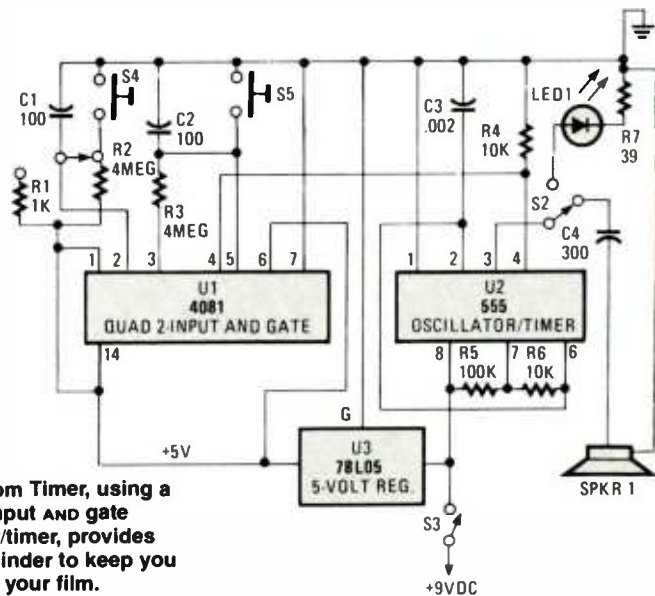 S4
S5
C1
100
C2
100
C3
.002
R4
10K
LED1
R7
39
R2
4MEG
R1
1K
R3
4MEG
S2
C4
300
1 2 3 4 5 6 7
U1
4081
QUAD 2-INPUT AND GATE
14
1 2 3 4
U2
555
OSCILLATOR/TIMER
8 R5 7 R6 6
100K 10K
G
+5V
U3
78L05
5-VOLT REG.
SPKR 1
S3
+9VDC
om Timer, using a
nput AND gate
/timer, provides
inder to keep you
your film.